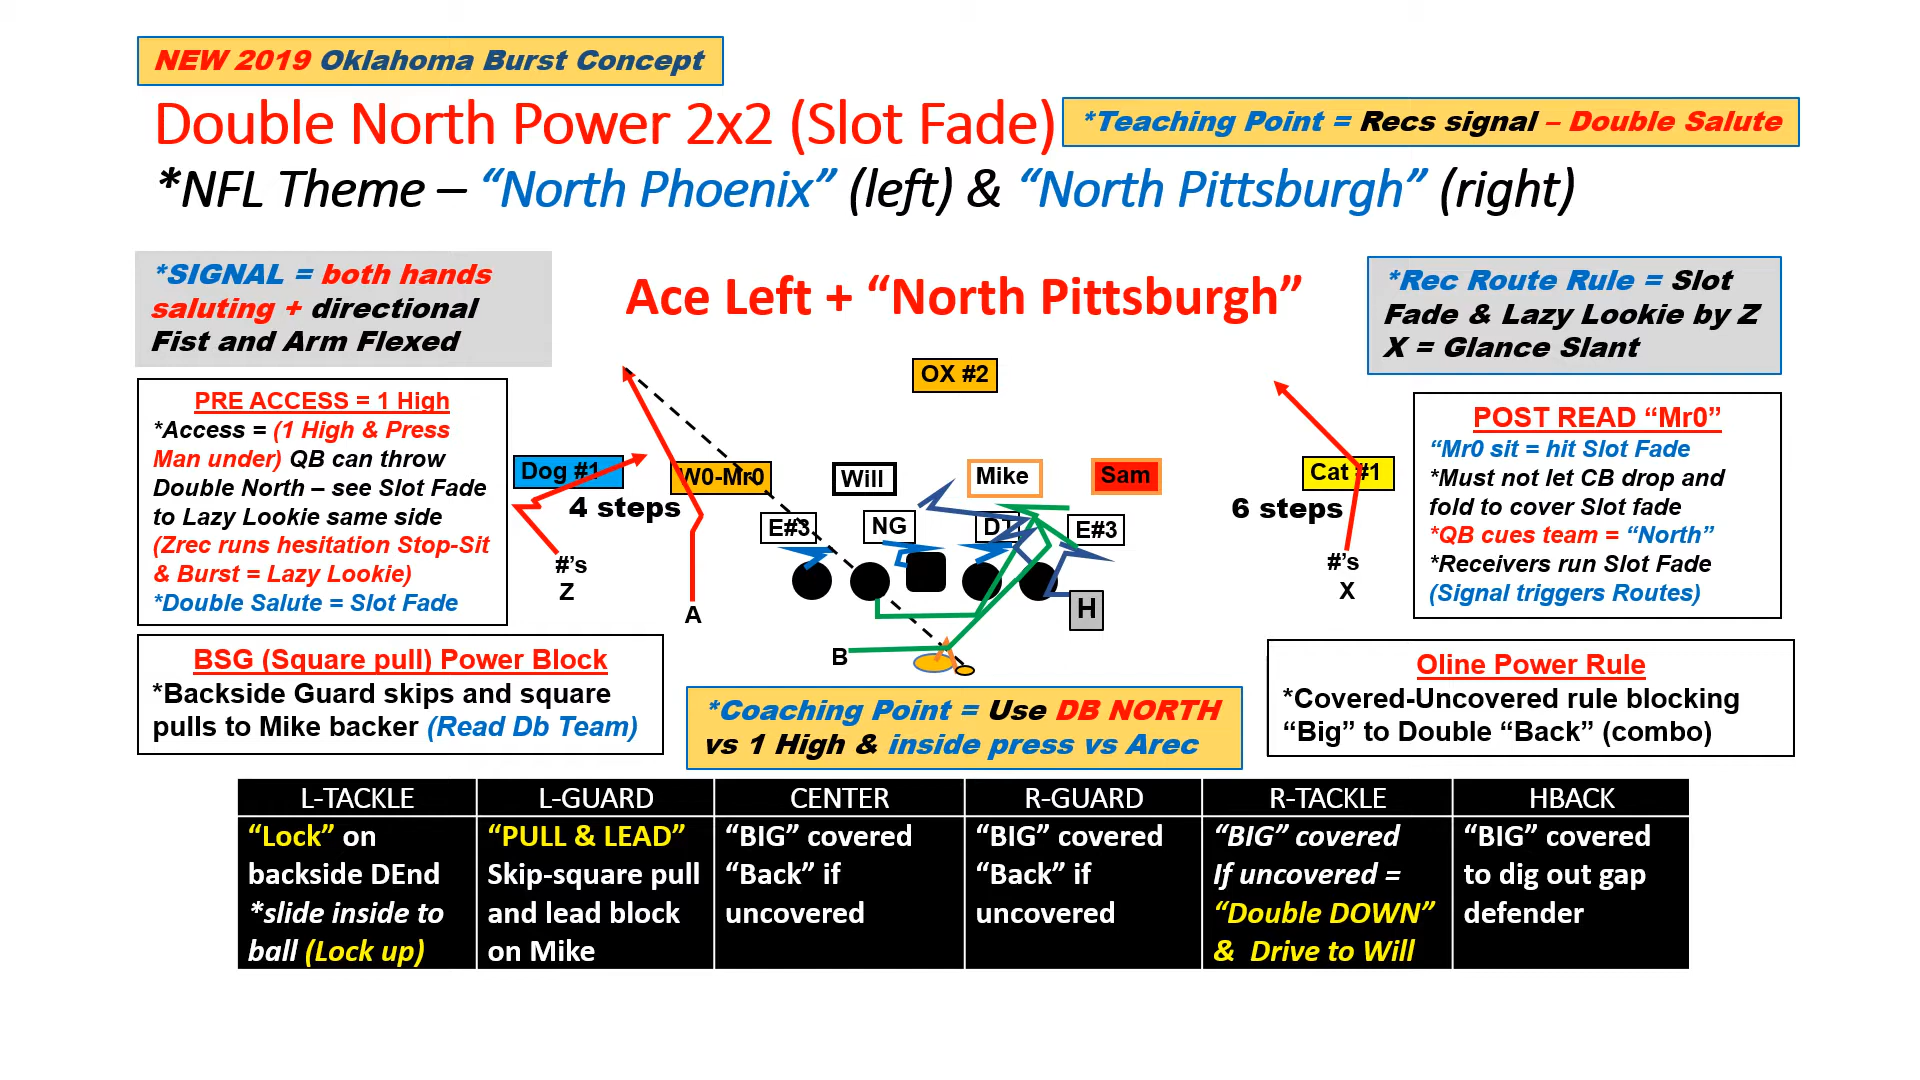 NEW 2019 Oklahoma Burst Concept
Double North Power 2x2 (Slot Fade)
*Teaching Point = Recs signal – Double Salute
*NFL Theme – “North Phoenix” (left) & “North Pittsburgh” (right)
*SIGNAL = both hands
saluting + directional
Fist and Arm Flexed
Ace Left + “North Pittsburgh”
*Rec Route Rule = Slot
Fade & Lazy Lookie by Z
X = Glance Slant
PRE ACCESS = 1 High
*Access = (1 High & Press
Man under) QB can throw
Double North – see Slot Fade
to Lazy Lookie same side
(Zrec runs hesitation Stop-Sit
& Burst = Lazy Lookie)
*Double Salute = Slot Fade
OX #2
Dog #1
W0-Mr0
Will
Mike
Sam
Cat #1
4 steps
6 steps
E#3
NG
DT
E#3
#'s
Z
A
H
#'s
X
B
POST READ “Mr0”
“Mr0 sit = hit Slot Fade
*Must not let CB drop and
fold to cover Slot fade
*QB cues team = “North”
*Receivers run Slot Fade
(Signal triggers Routes)
BSG (Square pull) Power Block
*Backside Guard skips and square
pulls to Mike backer (Read Db Team)
*Coaching Point = Use DB NORTH
vs 1 High & inside press vs Arec
Oline Power Rule
*Covered-Uncovered rule blocking
“Big” to Double “Back” (combo)
L-TACKLE
L-GUARD
CENTER
R-GUARD
R-TACKLE
HBACK
“Lock” on
backside DEnd
*slide inside to
ball (Lock up)
“PULL & LEAD”
Skip-square pull
and lead block
on Mike
“BIG” covered
“Back” if
uncovered
“BIG” covered
“Back” if
uncovered
“BIG” covered
If uncovered =
“Double DOWN”
& Drive to Will
“BIG” covered
to dig out gap
defender